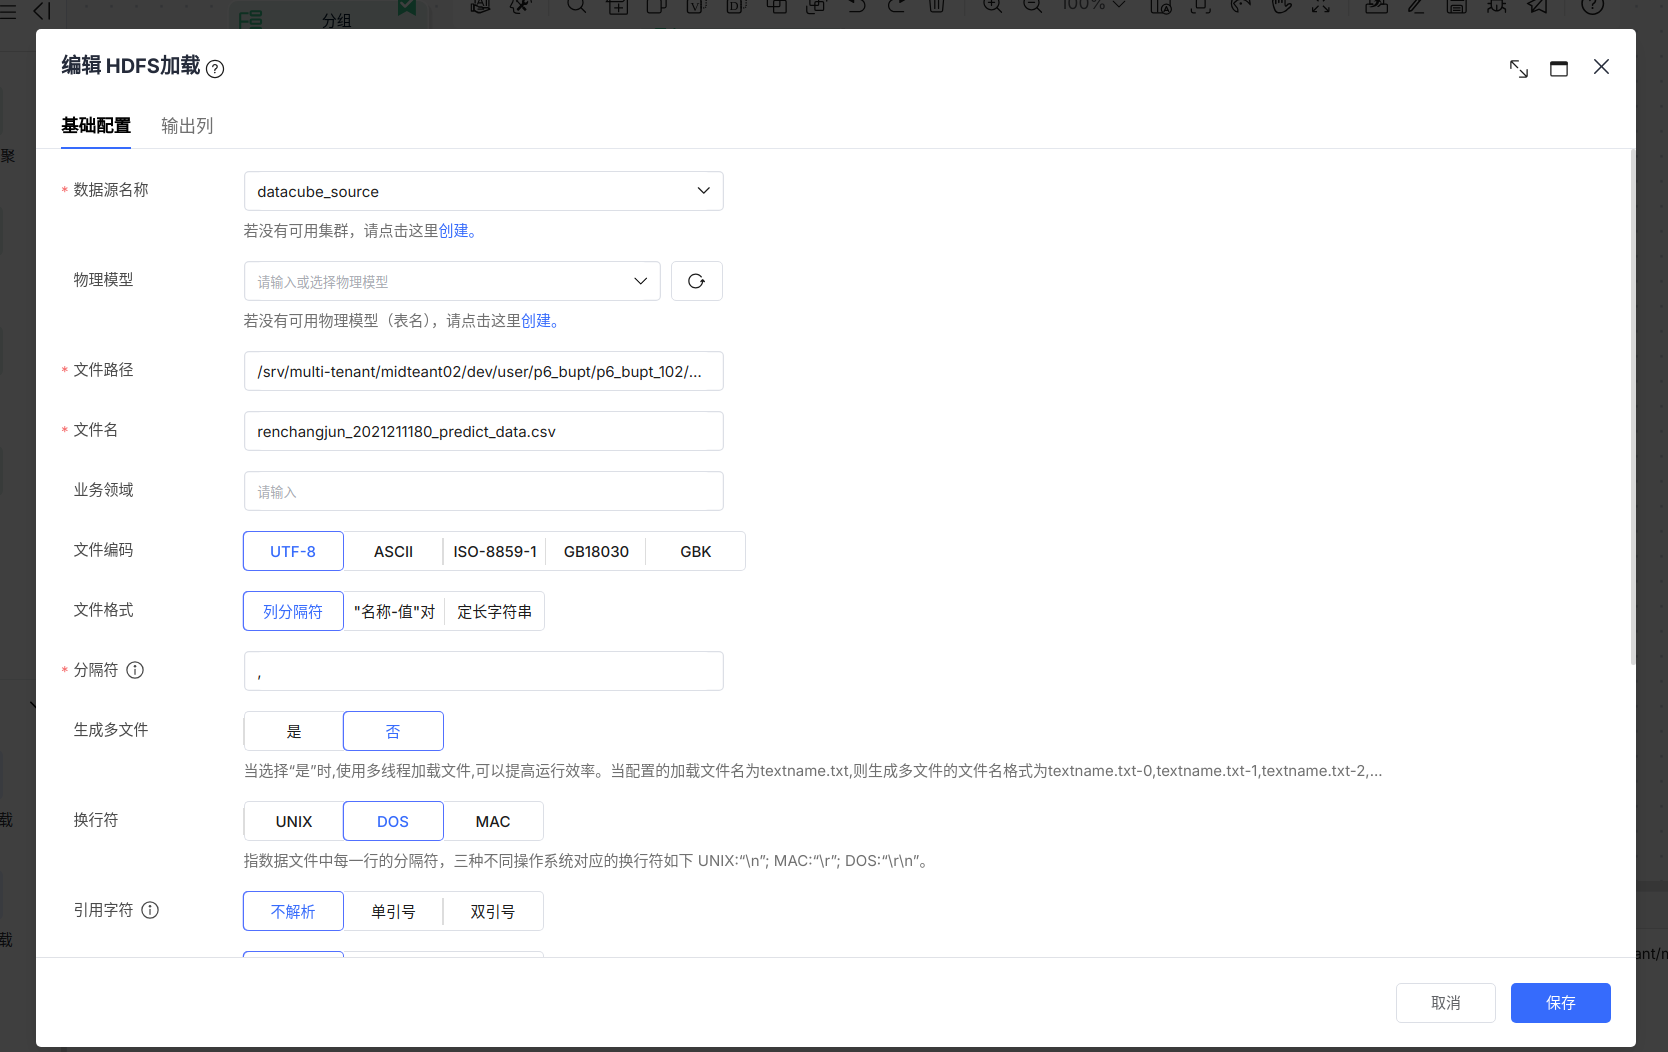 分组
100%
编辑 HDFS加载
基础配置 输出列
聚
* 数据源名称 datacube_source
若没有可用集群，请点击这里创建。
物理模型 请输入或选择物理模型
若没有可用物理模型（表名），请点击这里创建。
* 文件路径 /srv/multi-tenant/midteant02/dev/user/p6_bupt/p6_bupt_102/...
* 文件名 renchangjun_2021211180_predict_data.csv
业务领域 请输入
文件编码 UTF-8 ASCII ISO-8859-1 GB18030 GBK
文件格式 列分隔符 "名称-值"对 定长字符串
* 分隔符 ,
生成多文件 是 否
当选择“是”时,使用多线程加载文件,可以提高运行效率。当配置的加载文件名为textname.txt,则生成多文件的文件名格式为textname.txt-0,textname.txt-1,textname.txt-2,...
载
换行符 UNIX DOS MAC
指数据文件中每一行的分隔符，三种不同操作系统对应的换行符如下 UNIX:“\n”; MAC:“\r”; DOS:“\r\n”。
引用字符 不解析 单引号 双引号
载
ant/n
取消 保存